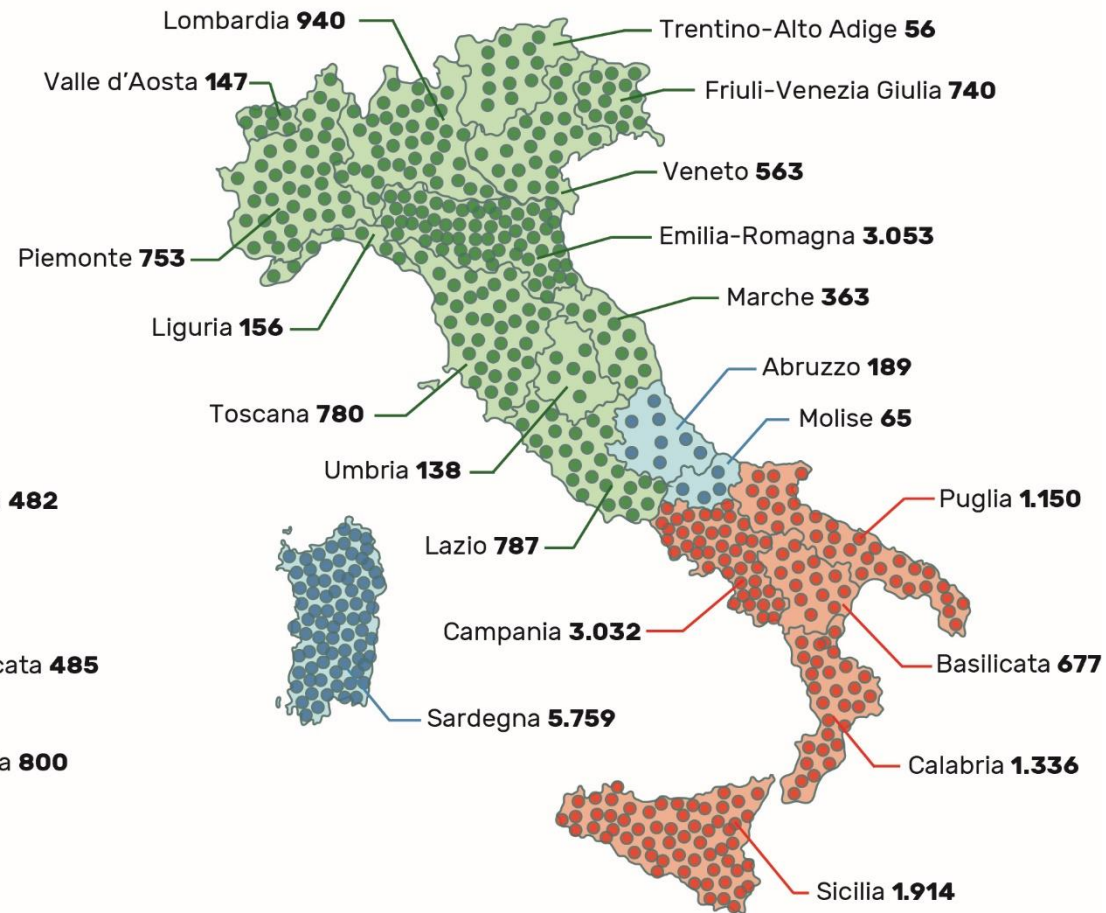 Lombardia 940
Trentino-Alto Adige 56
Valle d'Aosta 147
Friuli-Venezia Giulia 740
Veneto 563
Emilia-Romagna 3.053
Piemonte 753
Marche 363
Liguria 156
Abruzzo 189
Toscana 780
Molise 65
Umbria 138
482
Puglia 1.150
Lazio 787
Campania 3.032
cata 485
Basilicata 677
Sardegna 5.759
a 800
Calabria 1.336
Sicilia 1.914